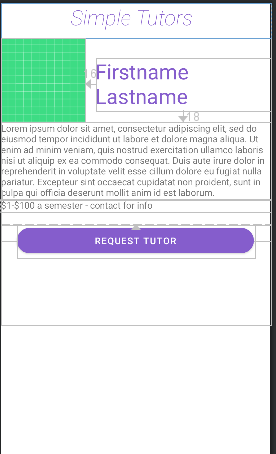 Simple Tutors
16
Firstname
Lastname
18
Lorem ipsum dolor sit amet, consectetur adipiscing elit, sed do
eiusmod tempor incididunt ut labore et dolore magna aliqua. Ut
enim ad minim veniam, quis nostrud exercitation ullamco laboris
nisi ut aliquip ex ea commodo consequat. Duis aute irure dolor in
reprehenderit in voluptate velit esse cillum dolore eu fugiat nulla
pariatur. Excepteur sint occaecat cupidatat non proident, sunt in
culpa qui officia deserunt mollit anim id est laborum.
$1-$100 a semester - contact for info
REQUEST TUTOR